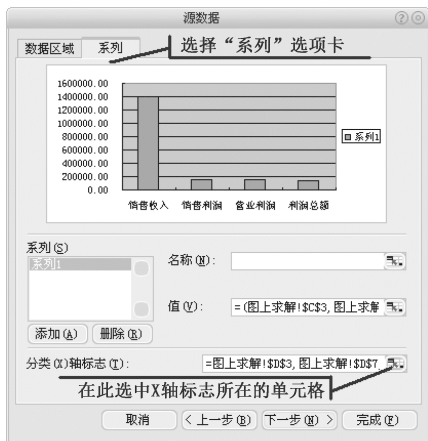 源数据
数据区域 系列
选择“系列”选项卡
1600000.00
1400000.00
1200000.00
1000000.00
800000.00
600000.00
400000.00
200000.00
0.00
系列1
销售收入 销售利润 营业利润 利润总额
系列(S)
系列1
名称(N):
值(V): =(图上求解!$C$3,图上求解
添加(A) 删除(R)
分类(X)轴标志(T): =图上求解!$D$3,图上求解!$D$7
在此选中X轴标志所在的单元格
取消 <上一步(B) 下一步(N)> 完成(F)